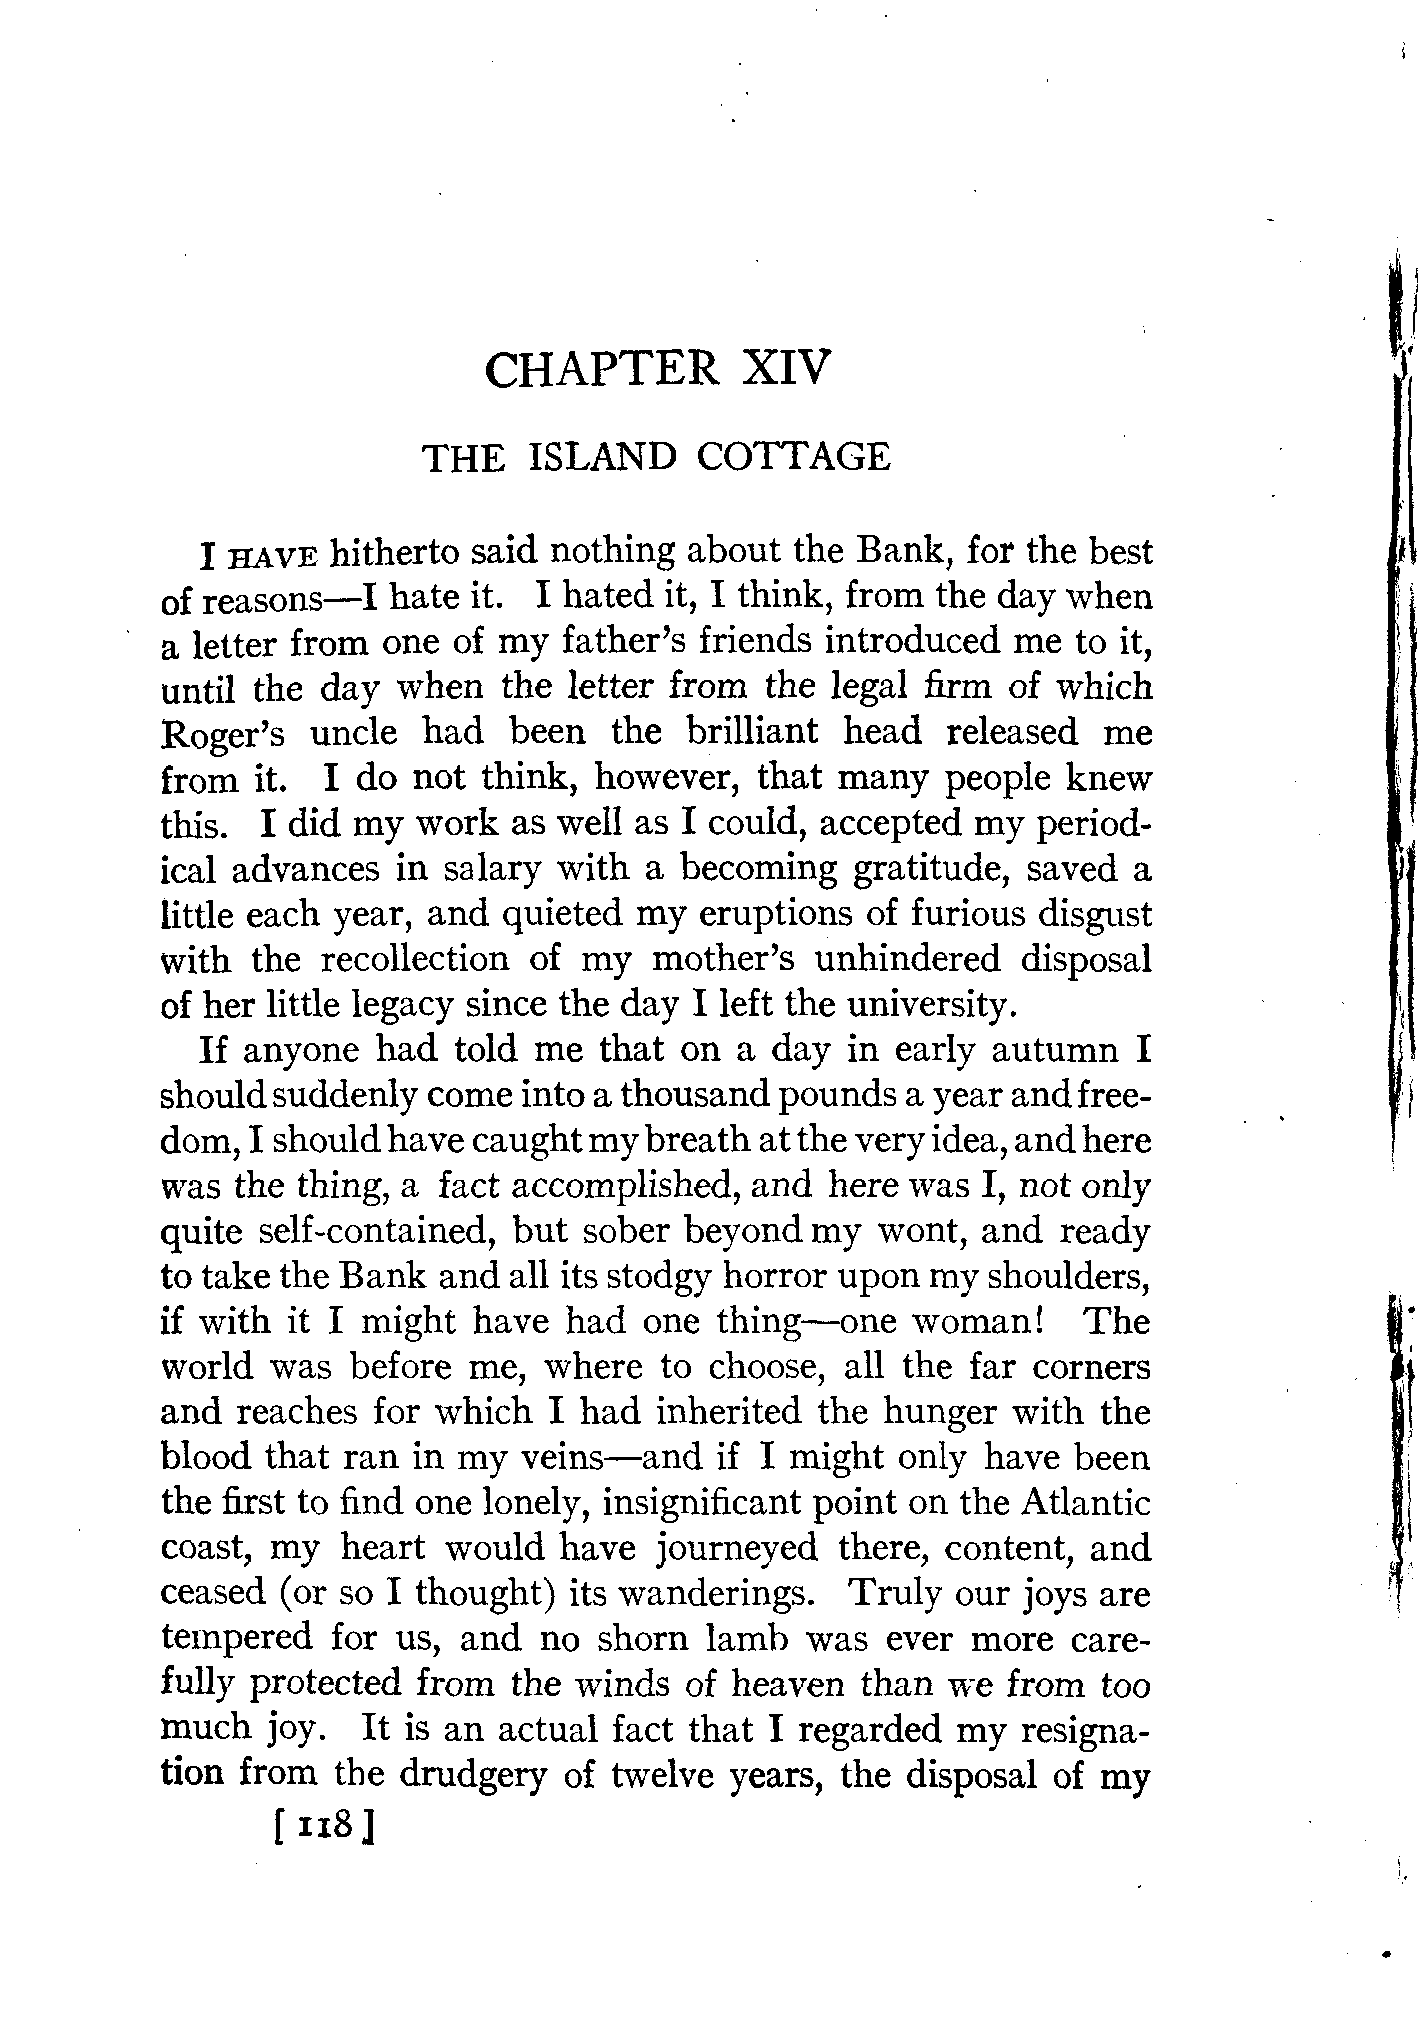 CHAPTER XIV
THE ISLAND COTTAGE
I HAVE hitherto said nothing about the Bank, for the best
of reasons—I hate it. I hated it, I think, from the day when
a letter from one of my father's friends introduced me to it,
until the day when the letter from the legal firm of which
Roger's uncle had been the brilliant head released me
from it. I do not think, however, that many people knew
this. I did my work as well as I could, accepted my period-
ical advances in salary with a becoming gratitude, saved a
little each year, and quieted my eruptions of furious disgust
with the recollection of my mother's unhindered disposal
of her little legacy since the day I left the university.
If anyone had told me that on a day in early autumn I
should suddenly come into a thousand pounds a year and free-
dom, I should have caught my breath at the very idea, and here
was the thing, a fact accomplished, and here was I, not only
quite self-contained, but sober beyond my wont, and ready
to take the Bank and all its stodgy horror upon my shoulders,
if with it I might have had one thing—one woman! The
world was before me, where to choose, all the far corners
and reaches for which I had inherited the hunger with the
blood that ran in my veins—and if I might only have been
the first to find one lonely, insignificant point on the Atlantic
coast, my heart would have journeyed there, content, and
ceased (or so I thought) its wanderings. Truly our joys are
tempered for us, and no shorn lamb was ever more care-
fully protected from the winds of heaven than we from too
much joy. It is an actual fact that I regarded my resigna-
tion from the drudgery of twelve years, the disposal of my
[ 118 ]